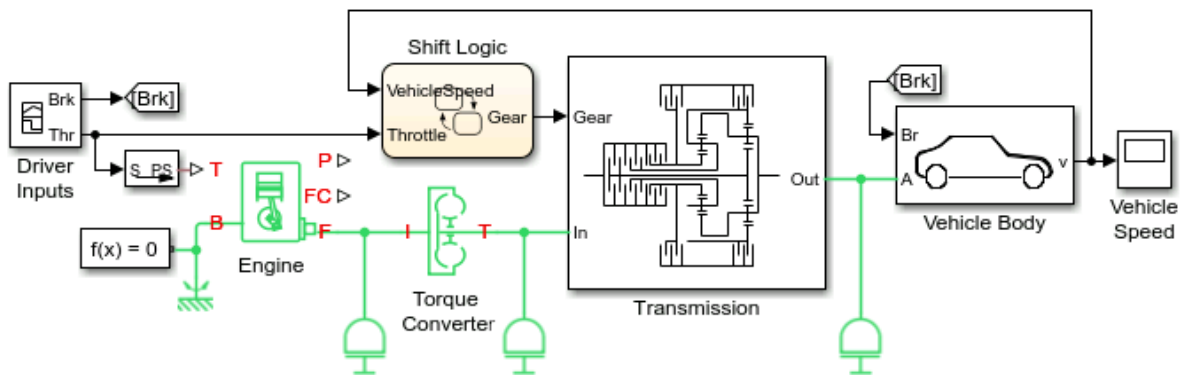 Shift Logic
VehicleSpeed
Gear
Throttle
Brk
Thr
[Brk]
Driver
Inputs
S PS
T
P
FC
B
F
Engine
f(x) = 0
I
T
Torque
Converter
Gear
In
Out
Transmission
[Brk]
Br
A
v
Vehicle Body
Vehicle
Speed